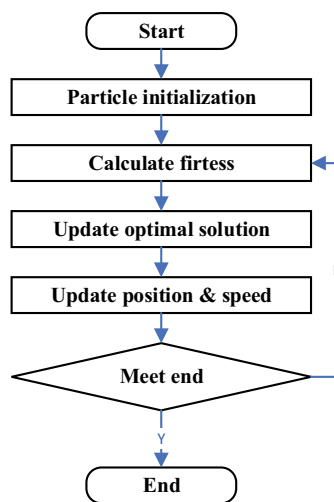 Start
Particle initialization
Calculate firtess
Update optimal solution
Update position & speed
Meet end
Y
End